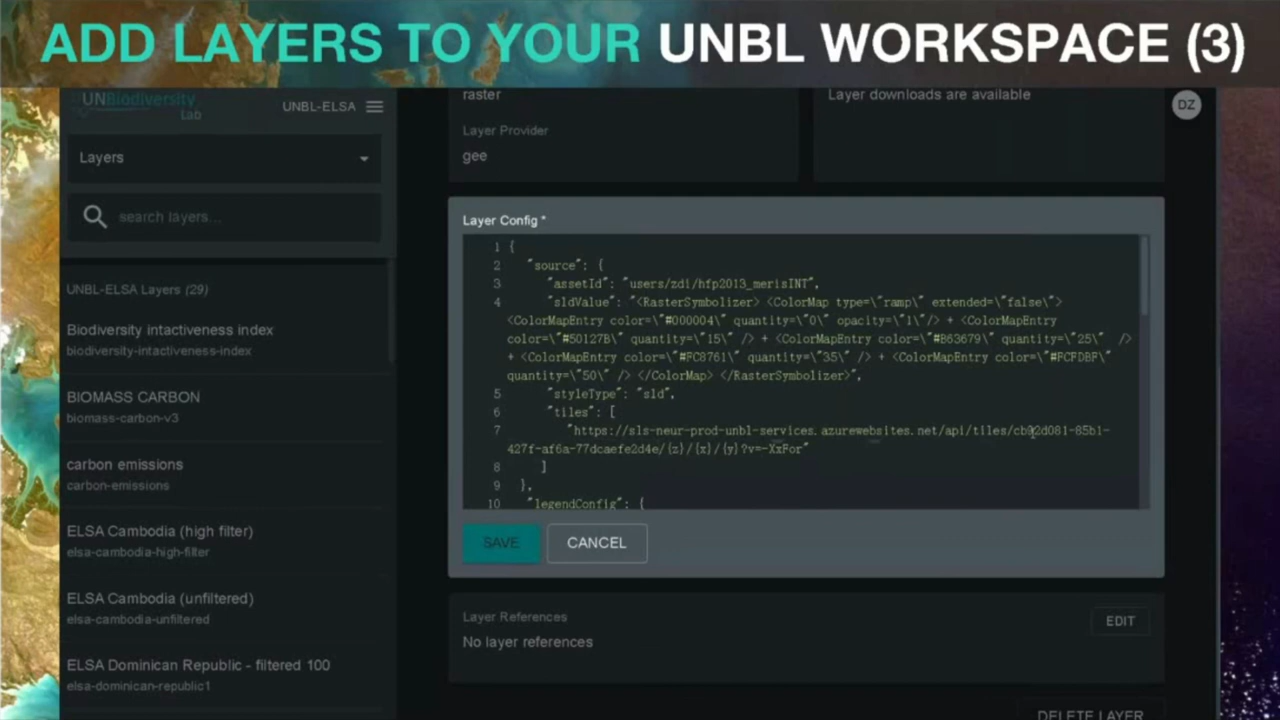 ADD LAYERS TO YOUR UNBL WORKSPACE (3)
UNBiodiversity
Lab
UNBL-ELSA
Layers
search layers...
UNBL-ELSA Layers (29)
Biodiversity intactiveness index
biodiversity-intactiveness-index
BIOMASS CARBON
biomass-carbon-v3
carbon emissions
carbon-emissions
ELSA Cambodia (high filter)
elsa-cambodia-high-filter
ELSA Cambodia (unfiltered)
elsa-cambodia-unfiltered
ELSA Dominican Republic - filtered 100
elsa-dominican-republic1
raster
Layer Provider
gee
Layer downloads are available
DZ
Layer Config *
1 {
2 "source": {
3 "assetId": "users/zdi/hfp2013_merisINT",
4 "sldValue": "<RasterSymbolizer> <ColorMap type=\"ramp\" extended=\"false\">
<ColorMapEntry color=\"#000004\" quantity=\"0\" opacity=\"1\"/> + <ColorMapEntry
color=\"#50127B\" quantity=\"15\" /> + <ColorMapEntry color=\"#B63679\" quantity=\"25\" />
+ <ColorMapEntry color=\"#FC8761\" quantity=\"35\" /> + <ColorMapEntry color=\"#FCFDBF\"
quantity=\"50\" /> </ColorMap> </RasterSymbolizer>",
5 "styleType": "sld",
6 "tiles": [
7 "https://sls-neur-prod-unbl-services.azurewebsites.net/api/tiles/cb92d081-85b1-
427f-af6a-77dcaefe2d4e/{z}/{x}/{y}?v=-XxFor"
8 ]
9 },
10 "legendConfig": {
SAVE
CANCEL
Layer References
No layer references
EDIT
DELETE LAYER